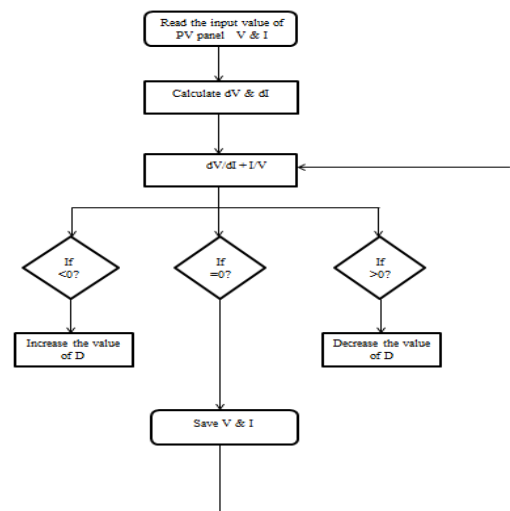 Read the input value of
PV panel V & I
Calculate dV & dI
dV/dI + I/V
If
<0?
If
=0?
If
>0?
Increase the value
of D
Decrease the value
of D
Save V & I